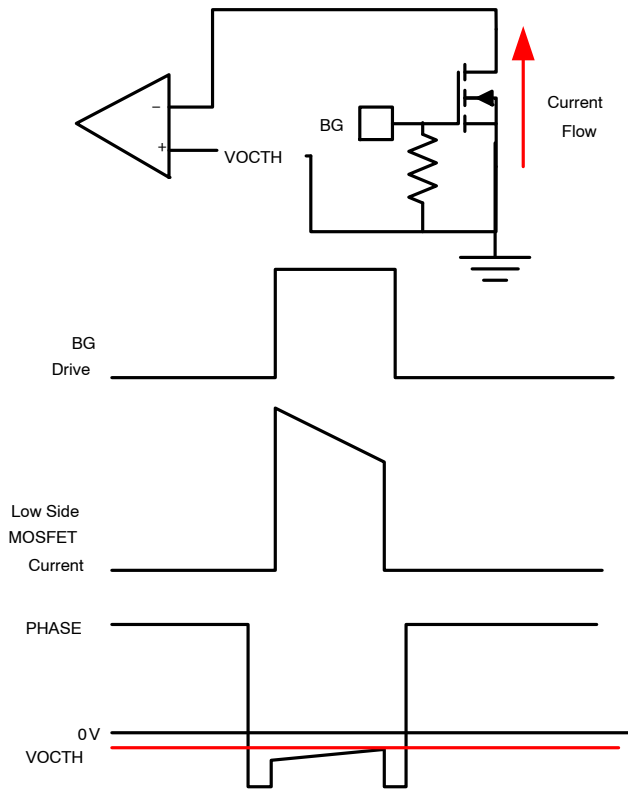 Current
Flow
BG
−
+
VOCTH
BG
Drive
Low Side
MOSFET
Current
PHASE
0 V
VOCTH